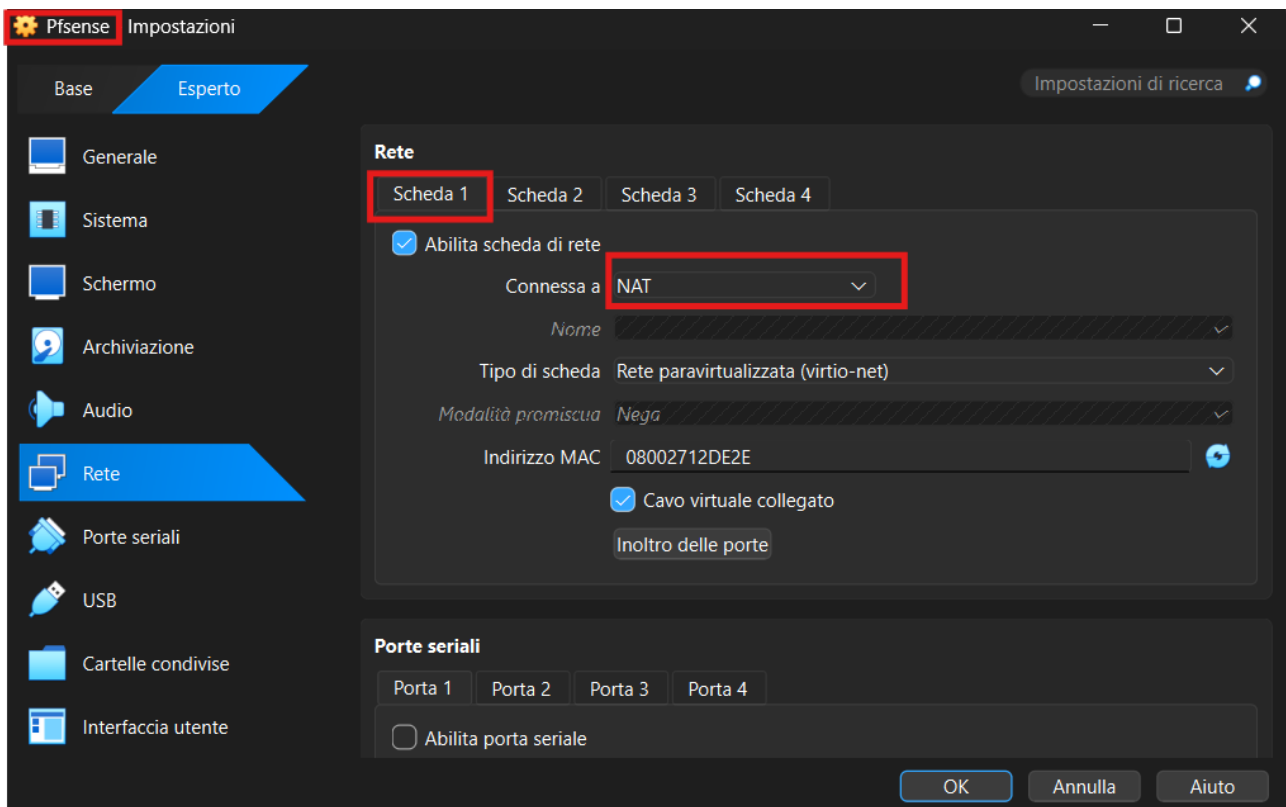 Pfsense Impostazioni
Base Esperto
Impostazioni di ricerca
Generale
Sistema
Schermo
Archiviazione
Audio
Rete
Porte seriali
USB
Cartelle condivise
Interfaccia utente
Rete
Scheda 1 Scheda 2 Scheda 3 Scheda 4
Abilita scheda di rete
Connessa a NAT
Nome
Tipo di scheda Rete paravirtualizzata (virtio-net)
Modalità promiscua Nega
Indirizzo MAC 08002712DE2E
Cavo virtuale collegato
Inoltro delle porte
Porte seriali
Porta 1 Porta 2 Porta 3 Porta 4
Abilita porta seriale
OK Annulla Aiuto